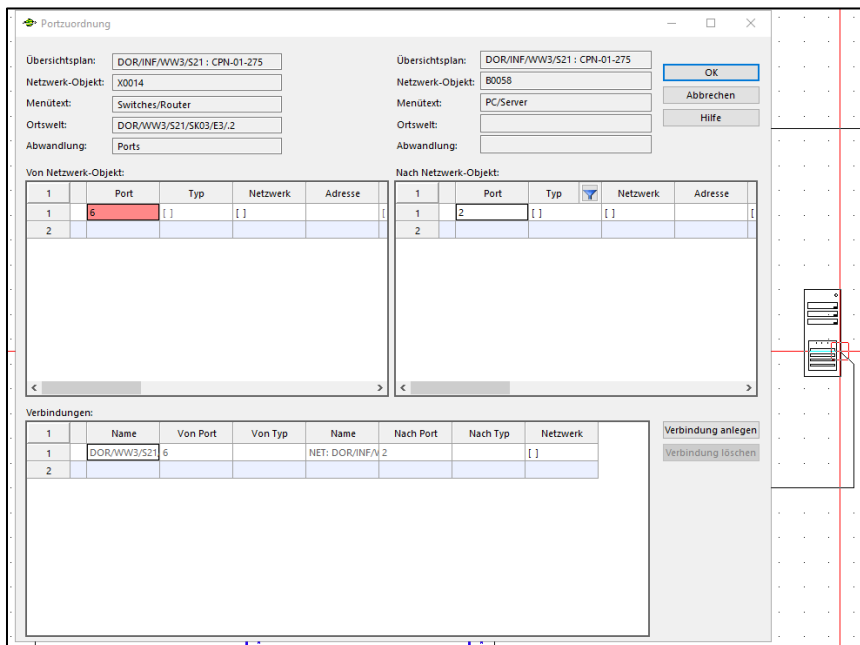 Portzuordnung
Übersichtsplan: DOR/INF/WW3/S21 : CPN-01-275
Netzwerk-Objekt: X0014
Menütext: Switches/Router
Ortswelt: DOR/WW3/S21/SK03/E3/.2
Abwandlung: Ports
Übersichtsplan: DOR/INF/WW3/S21 : CPN-01-275
Netzwerk-Objekt: B0058
Menütext: PC/Server
Ortswelt:
Abwandlung:
OK
Abbrechen
Hilfe
Von Netzwerk-Objekt:
1 Port Typ Netzwerk Adresse
1 6 [ ] [ ] [
2
Nach Netzwerk-Objekt:
1 Port Typ Netzwerk Adresse
1 2 [ ] [ ] [
2
Verbindungen:
1 Name Von Port Von Typ Name Nach Port Nach Typ Netzwerk
1 DOR/WW3/S21, 6 NET: DOR/INF/V 2 [ ]
2
Verbindung anlegen
Verbindung löschen